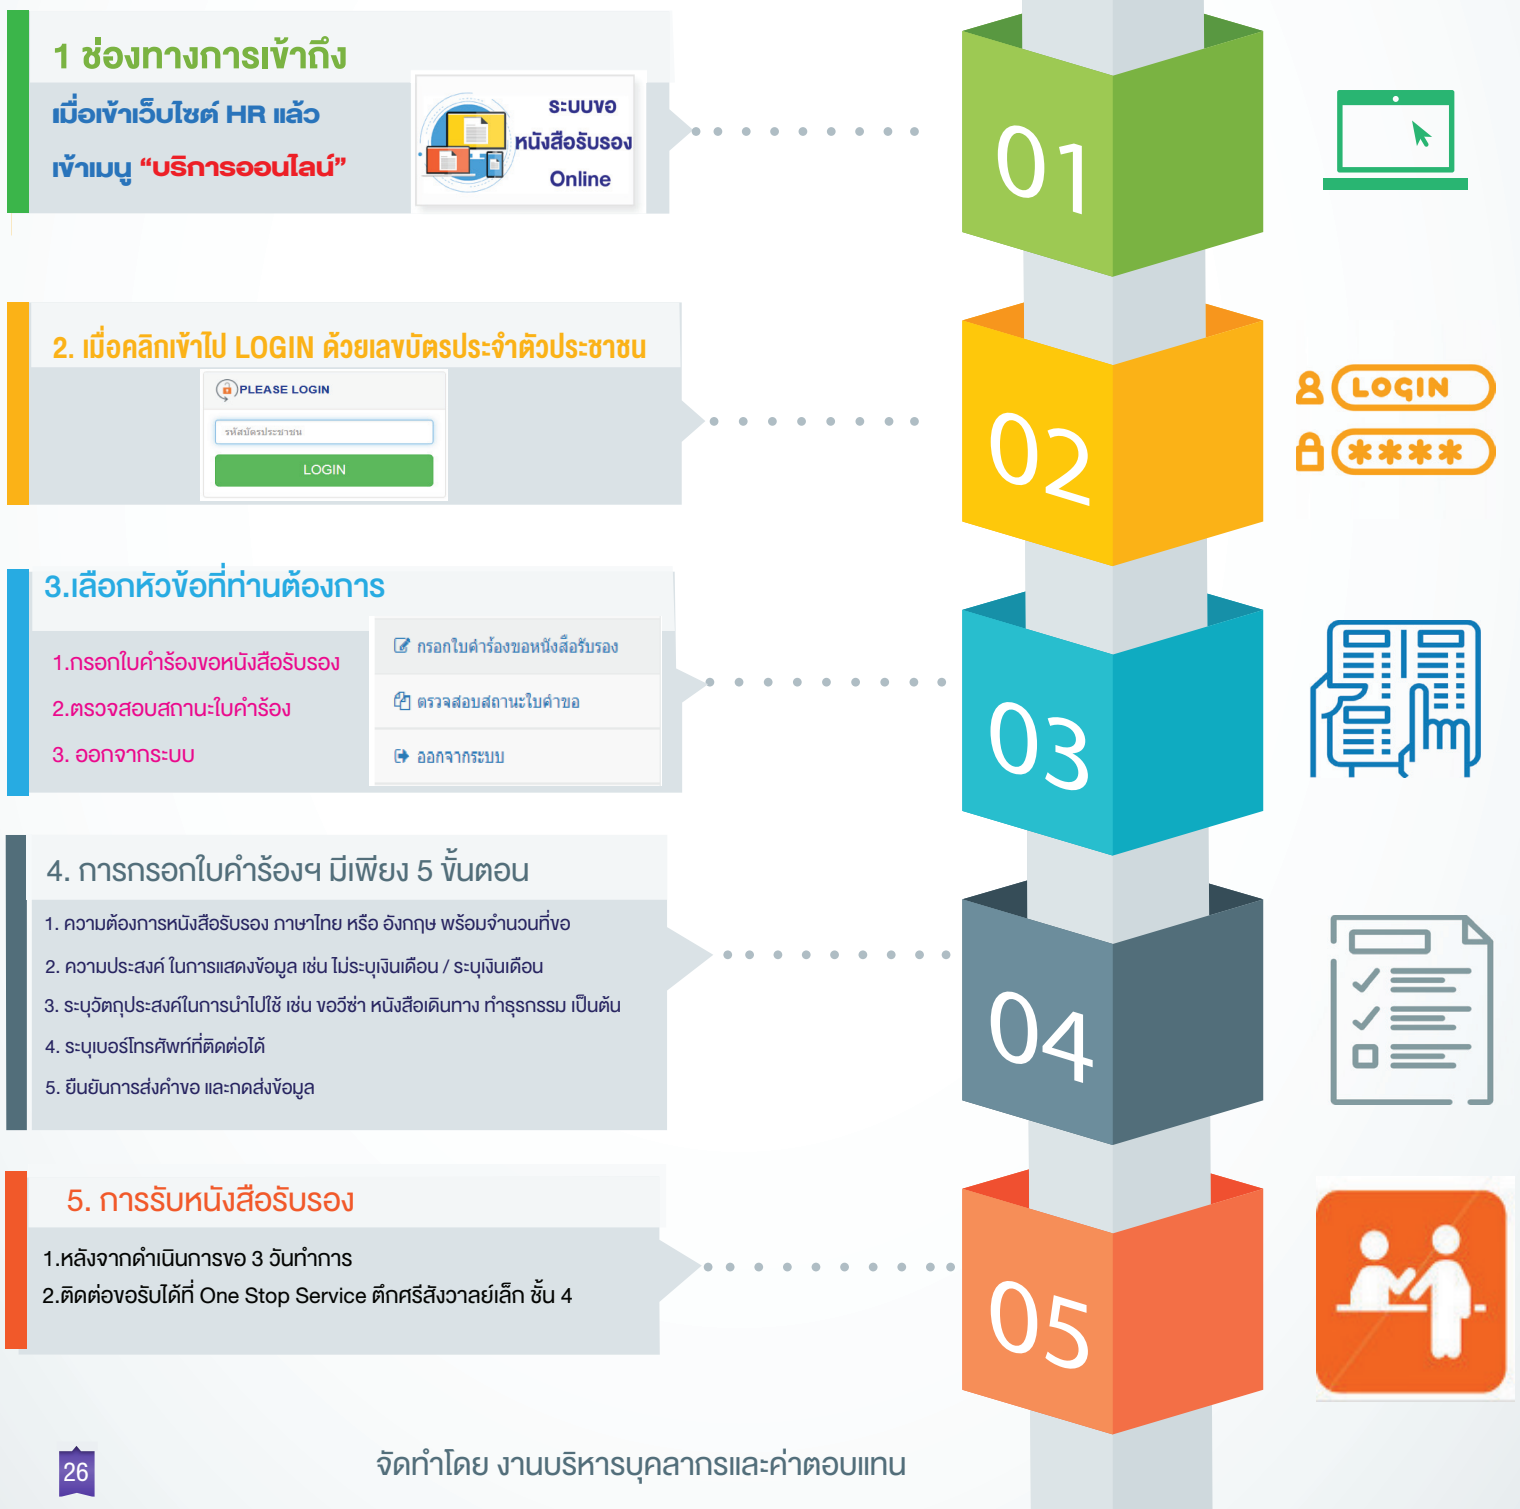 1 ช่องทางการเข้าถึง
เมื่อเข้าเว็บไซต์ HR แล้ว
เข้าเมนู “บริการออนไลน์”
ระบบขอ
หนังสือรับรอง
Online
01
2. เมื่อคลิกเข้าไป LOGIN ด้วยเลขบัตรประจำตัวประชาชน
PLEASE LOGIN
รหัสบัตรประชาชน
LOGIN
02
LOGIN
****
3.เลือกหัวข้อที่ท่านต้องการ
1.กรอกใบคำร้องขอหนังสือรับรอง
2.ตรวจสอบสถานะใบคำร้อง
3. ออกจากระบบ
กรอกใบคำร้องขอหนังสือรับรอง
ตรวจสอบสถานะใบคำขอ
ออกจากระบบ
03
4. การกรอกใบคำร้องฯ มีเพียง 5 ขั้นตอน
1. ความต้องการหนังสือรับรอง ภาษาไทย หรือ อังกฤษ พร้อมจำนวนที่ขอ
2. ความประสงค์ ในการแสดงข้อมูล เช่น ไม่ระบุเงินเดือน / ระบุเงินเดือน
3. ระบุวัตถุประสงค์ในการนำไปใช้ เช่น ขอวีซ่า หนังสือเดินทาง ทำธุรกรรม เป็นต้น
4. ระบุเบอร์โทรศัพท์ที่ติดต่อได้
5. ยืนยันการส่งคำขอ และกดส่งข้อมูล
04
5. การรับหนังสือรับรอง
1.หลังจากดำเนินการขอ 3 วันทำการ
2.ติดต่อขอรับได้ที่ One Stop Service ตึกศรีสังวาลย์เล็ก ชั้น 4
05
26
จัดทำโดย งานบริหารบุคลากรและค่าตอบแทน